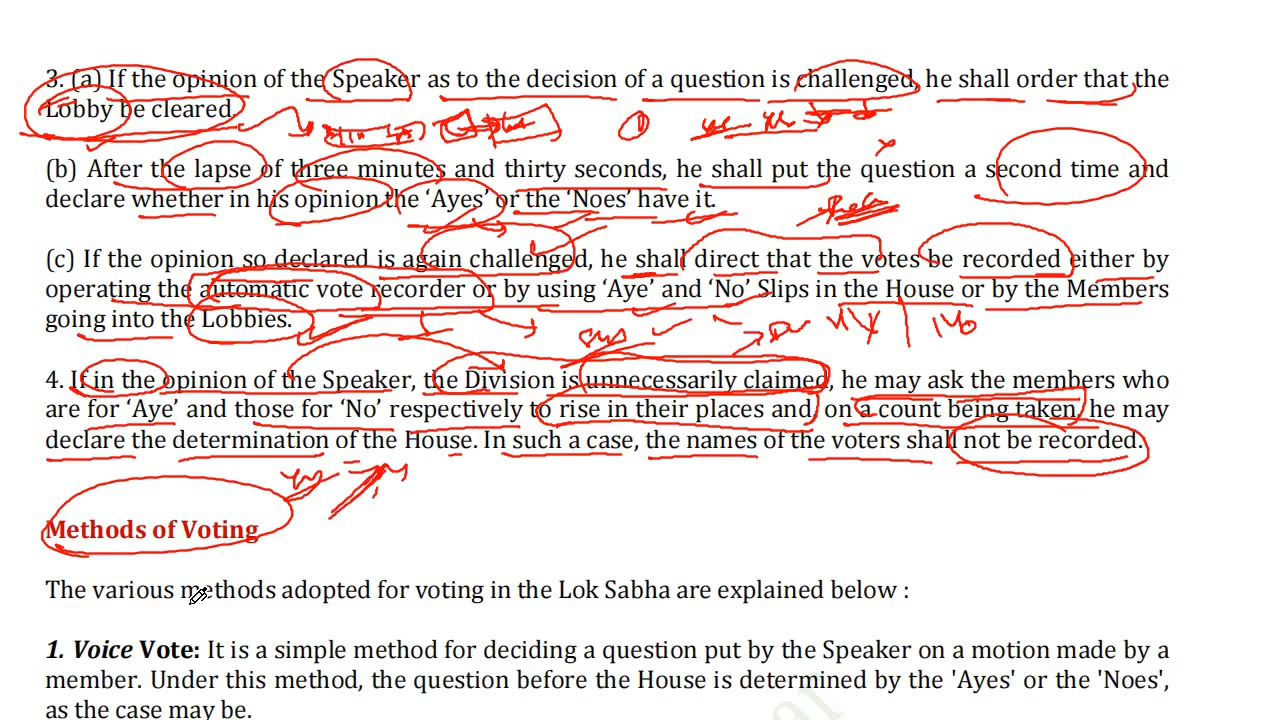 3. (a) If the opinion of the Speaker as to the decision of a question is challenged, he shall order that the
Lobby be cleared.
(b) After the lapse of three minutes and thirty seconds, he shall put the question a second time and
declare whether in his opinion the ‘Ayes’ or the ‘Noes’ have it.
(c) If the opinion so declared is again challenged, he shall direct that the votes be recorded either by
operating the automatic vote recorder or by using ‘Aye’ and ‘No’ Slips in the House or by the Members
going into the Lobbies.
4. If in the opinion of the Speaker, the Division is unnecessarily claimed, he may ask the members who
are for ‘Aye’ and those for ‘No’ respectively to rise in their places and, on a count being taken, he may
declare the determination of the House. In such a case, the names of the voters shall not be recorded.
Methods of Voting
The various methods adopted for voting in the Lok Sabha are explained below :
1. Voice Vote: It is a simple method for deciding a question put by the Speaker on a motion made by a
member. Under this method, the question before the House is determined by the 'Ayes' or the 'Noes',
as the case may be.